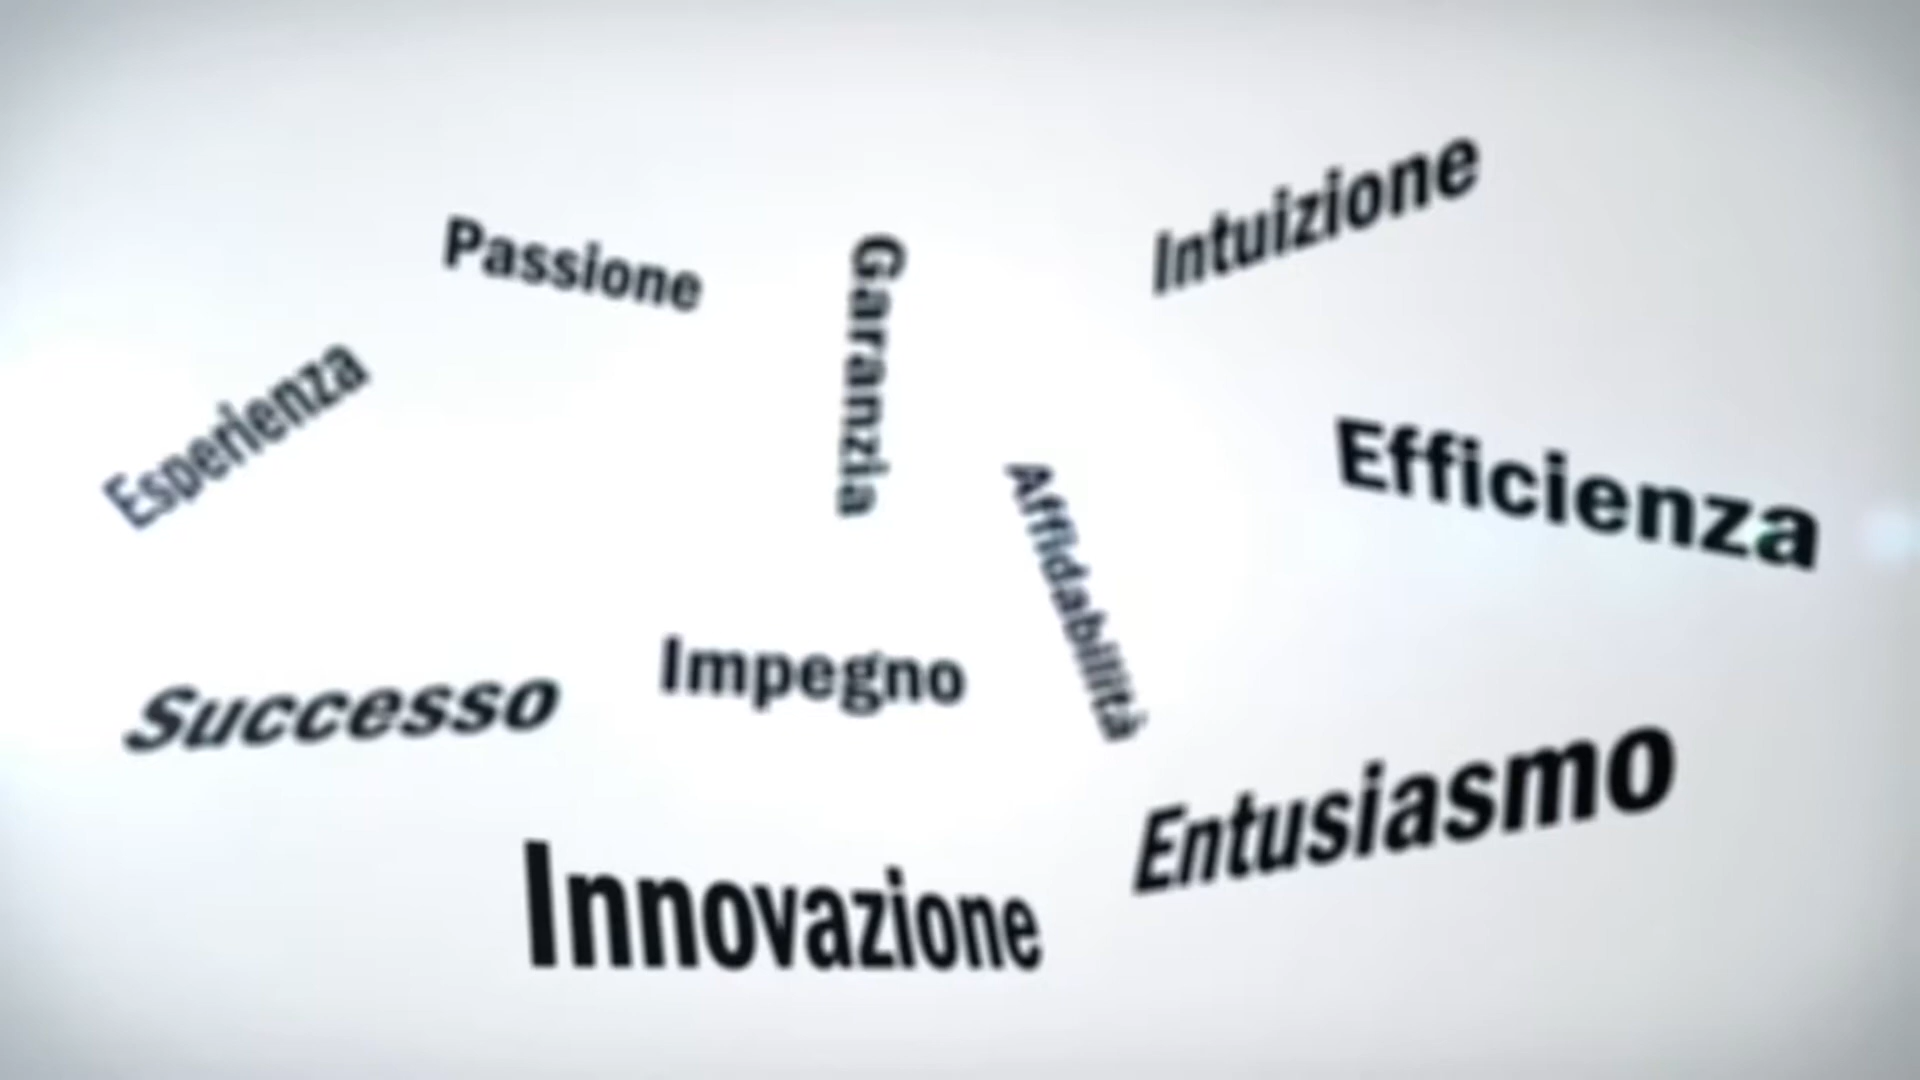 Intuizione
Passione
Garanzia
Esperienza
Efficienza
Affidabilità
Impegno
Successo
Entusiasmo
Innovazione